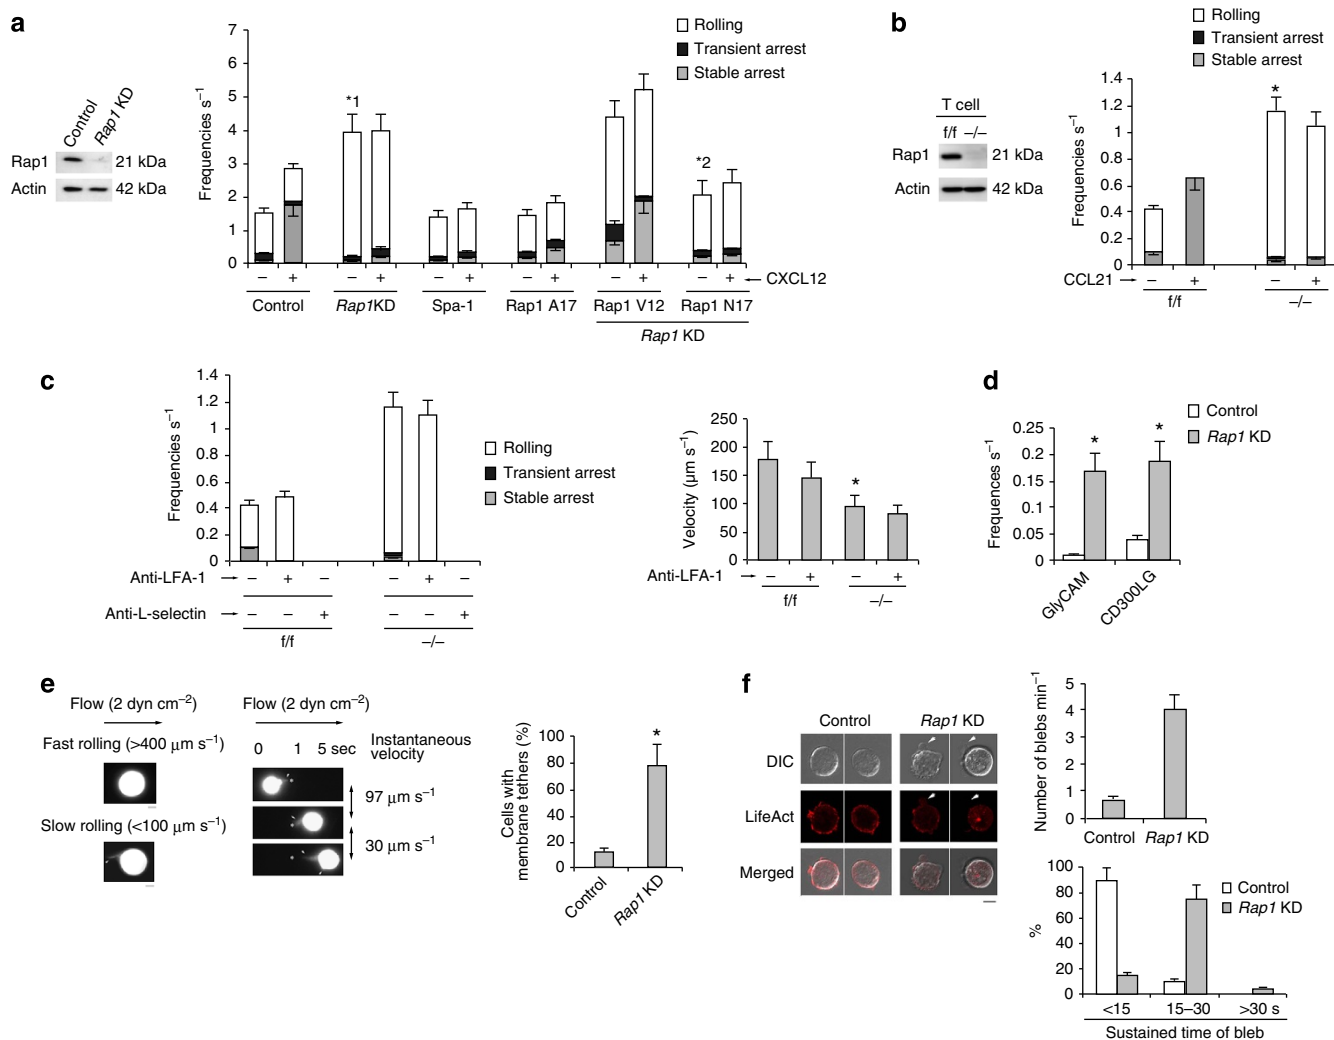 a
Control
Rap1 KD
Rap1
21 kDa
Actin
42 kDa
Frequencies s⁻¹
7
6
5
4
3
2
1
0
Rolling
Transient arrest
Stable arrest
*1
*2
− + − + − + − + − + − + ← CXCL12
Control Rap1KD Spa-1 Rap1 A17 Rap1 V12 Rap1 N17
Rap1 KD
b
T cell
f/f −/−
Rap1
21 kDa
Actin
42 kDa
Rolling
Transient arrest
Stable arrest
Frequencies s⁻¹
1.4
1.2
1
0.8
0.6
0.4
0.2
0
*
CCL21 → − + − +
f/f −/−
c
Frequencies s⁻¹
1.4
1.2
1
0.8
0.6
0.4
0.2
0
Rolling
Transient arrest
Stable arrest
Anti-LFA-1 → − + − − + −
Anti-L-selectin → − − + − − +
f/f −/−
Velocity (μm s⁻¹)
250
200
150
100
50
0
*
Anti-LFA-1 → − + − +
f/f −/−
d
Control
Rap1 KD
Frequences s⁻¹
0.25
0.2
0.15
0.1
0.05
0
* *
GlyCAM
CD300LG
e
Flow (2 dyn cm⁻²)
Fast rolling (>400 μm s⁻¹)
Slow rolling (<100 μm s⁻¹)
Flow (2 dyn cm⁻²)
0 1 5 sec
Instantaneous
velocity
97 μm s⁻¹
30 μm s⁻¹
Cells with
membrane tethers (%)
100
80
60
40
20
0
*
Control
Rap1 KD
f
Control Rap1 KD
DIC
LifeAct
Merged
Number of blebs min⁻¹
5
4
3
2
1
0
Control Rap1 KD
%
100
80
60
40
20
0
Control
Rap1 KD
<15 15–30 >30 s
Sustained time of bleb